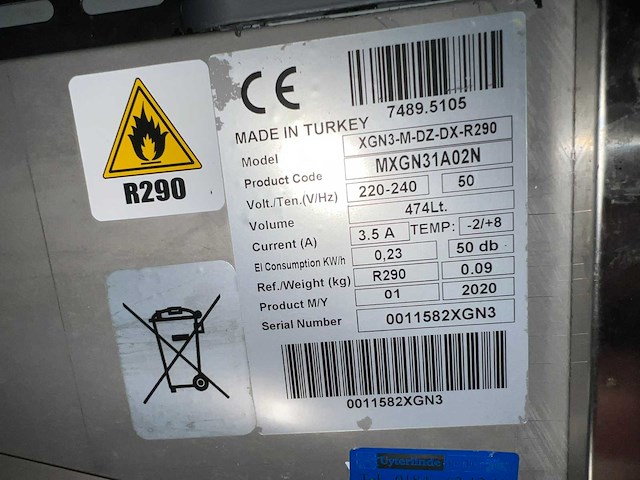 CE
7489.5105
MADE IN TURKEY
Model XGN3-M-DZ-DX-R290
Product Code MXGN31A02N
Volt./Ten.(V/Hz) 220-240 50
Volume 474Lt.
Current (A) 3.5 A TEMP: -2/+8
El Consumption KW/h 0,23 50 db
Ref./Weight (kg) R290 0.09
Product M/Y 01 2020
Serial Number 0011582XGN3
0011582XGN3
R290